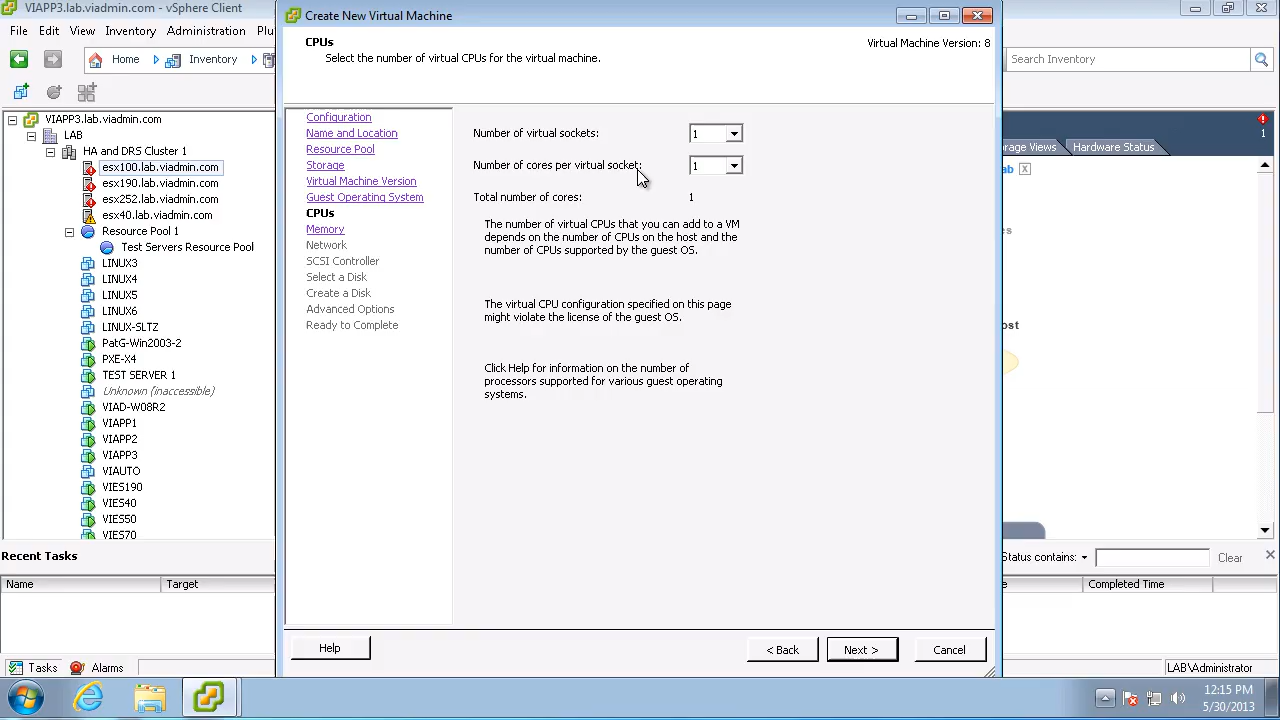 VIAPP3.lab.viadmin.com - vSphere Client
File Edit View Inventory Administration
Home Inventory
Search Inventory
VIAPP3.lab.viadmin.com
LAB
HA and DRS Cluster 1
esx100.lab.viadmin.com
esx190.lab.viadmin.com
esx252.lab.viadmin.com
esx40.lab.viadmin.com
Resource Pool 1
Test Servers Resource Pool
LINUX3
LINUX4
LINUX5
LINUX6
LINUX-SLTZ
PatG-Win2003-2
PXE-X4
TEST SERVER 1
Unknown (inaccessible)
VIAD-W08R2
VIAPP1
VIAPP2
VIAPP3
VIAUTO
VIES190
VIES40
VIES50
VIES70
Create New Virtual Machine
CPUs
Select the number of virtual CPUs for the virtual machine.
Virtual Machine Version: 8
Configuration
Name and Location
Resource Pool
Storage
Virtual Machine Version
Guest Operating System
CPUs
Memory
Network
SCSI Controller
Select a Disk
Create a Disk
Advanced Options
Ready to Complete
Number of virtual sockets: 1
Number of cores per virtual socket: 1
Total number of cores: 1
The number of virtual CPUs that you can add to a VM
depends on the number of CPUs on the host and the
number of CPUs supported by the guest OS.
The virtual CPU configuration specified on this page
might violate the license of the guest OS.
Click Help for information on the number of
processors supported for various guest operating
systems.
Help
< Back Next > Cancel
1
Views Hardware Status
Recent Tasks
contains: Clear
Name Target
Completed Time
Tasks Alarms
LAB\Administrator
12:15 PM
5/30/2013